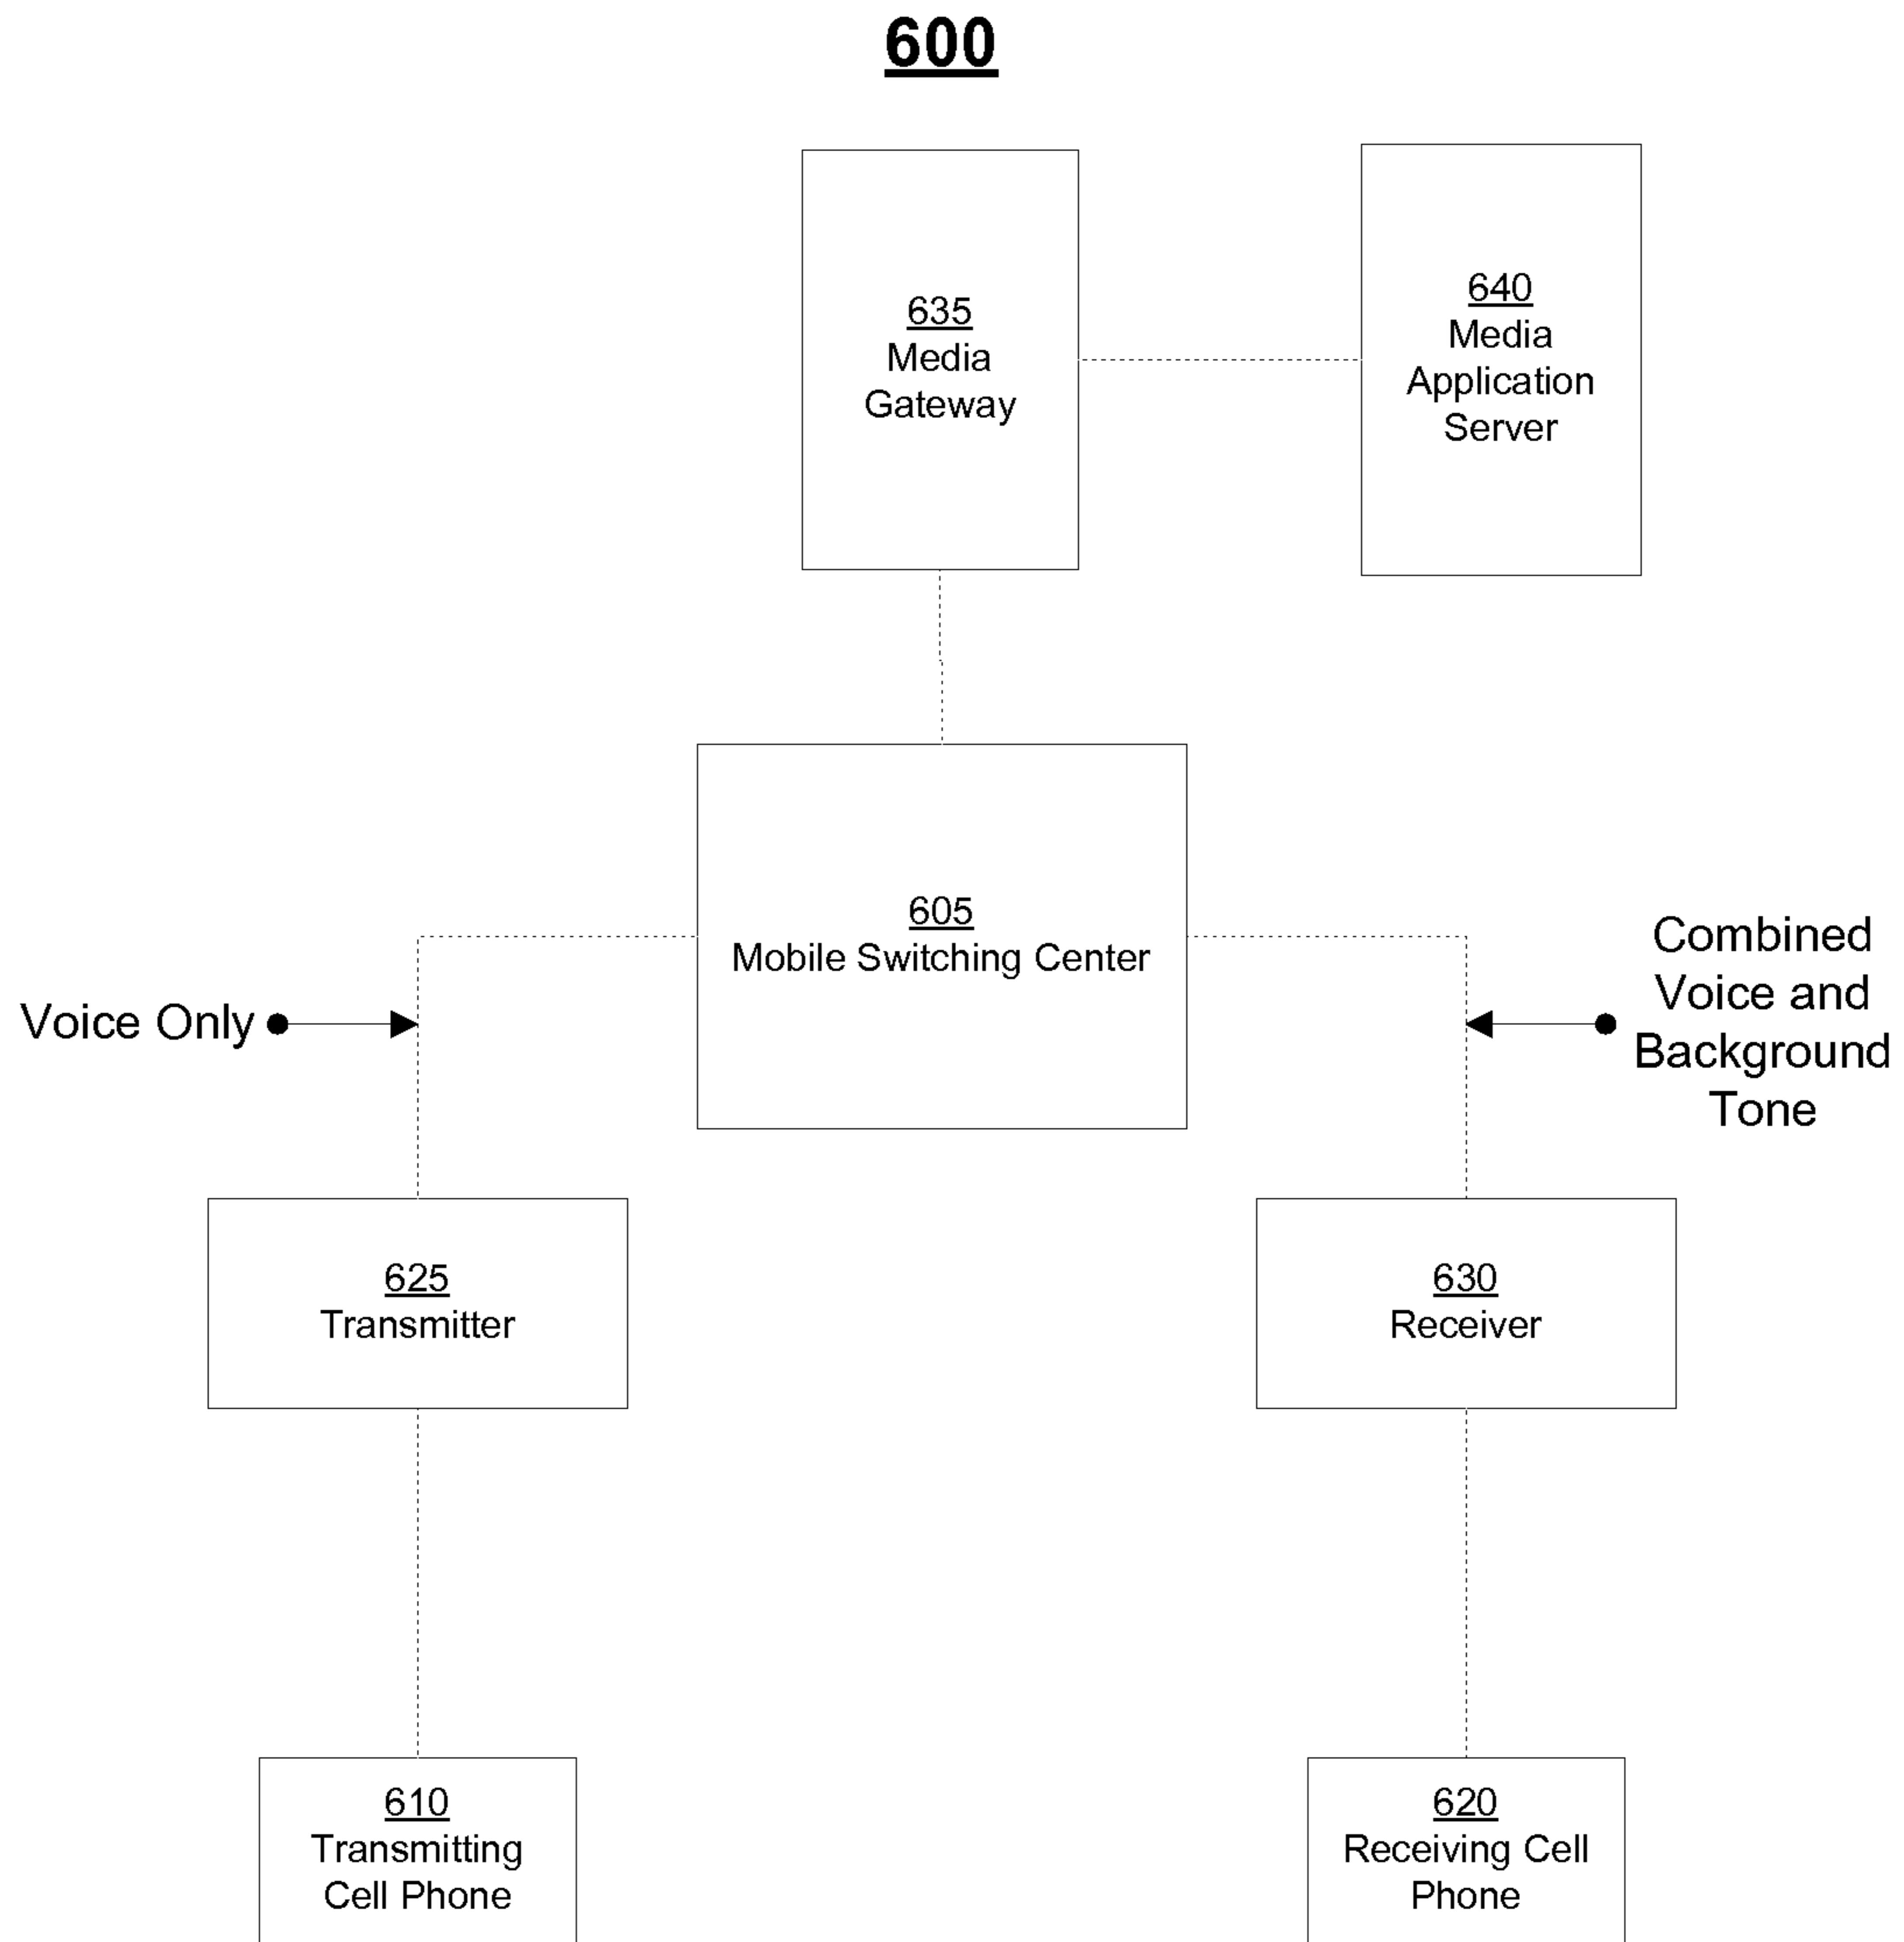 600
635
Media
Gateway
640
Media
Application
Server
605
Mobile Switching Center
Voice Only
Combined
Voice and
Background
Tone
625
Transmitter
630
Receiver
610
Transmitting
Cell Phone
620
Receiving Cell
Phone